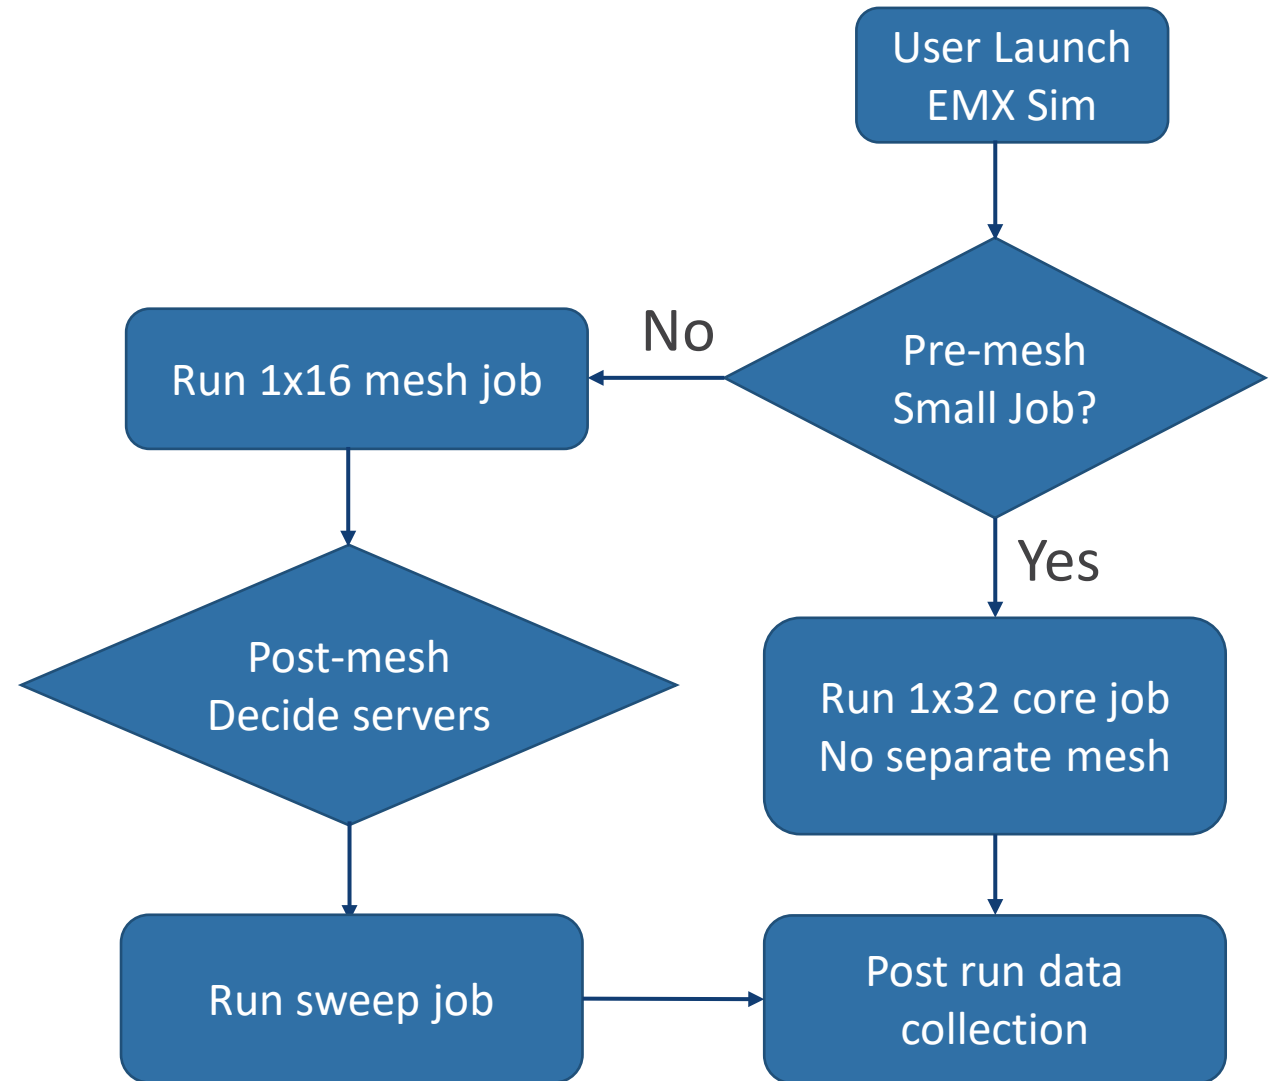 User Launch
EMX Sim
No
Pre-mesh
Small Job?
Run 1x16 mesh job
Yes
Post-mesh
Decide servers
Run 1x32 core job
No separate mesh
Run sweep job
Post run data
collection